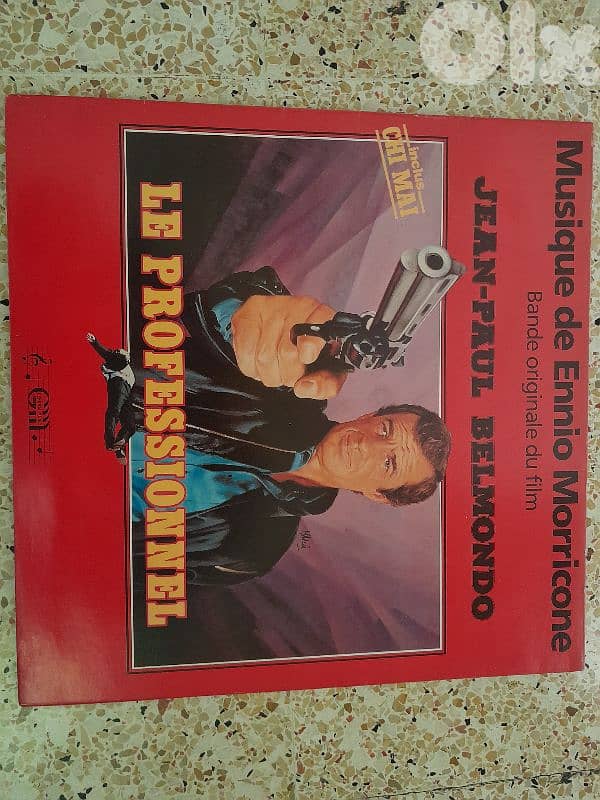 Musique de Ennio Morricone
Bande originale du film
JEAN-PAUL BELMONDO
inclus
CHI MAI
LE PROFESSIONNEL
Olx